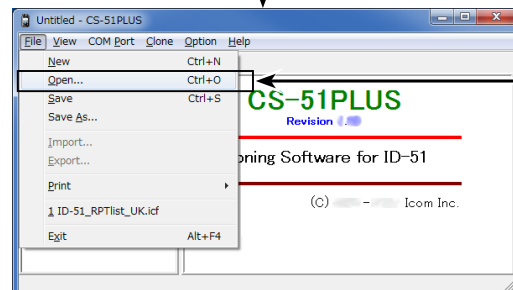 Untitled - CS-51PLUS
File View COM Port Clone Option Help
New Ctrl+N
Open... Ctrl+O
Save Ctrl+S
Save As...
Import...
Export...
Print
1 ID-51_RPTlist_UK.icf
Exit Alt+F4
CS-51PLUS
Revision
oning Software for ID-51
(C) - Icom Inc.